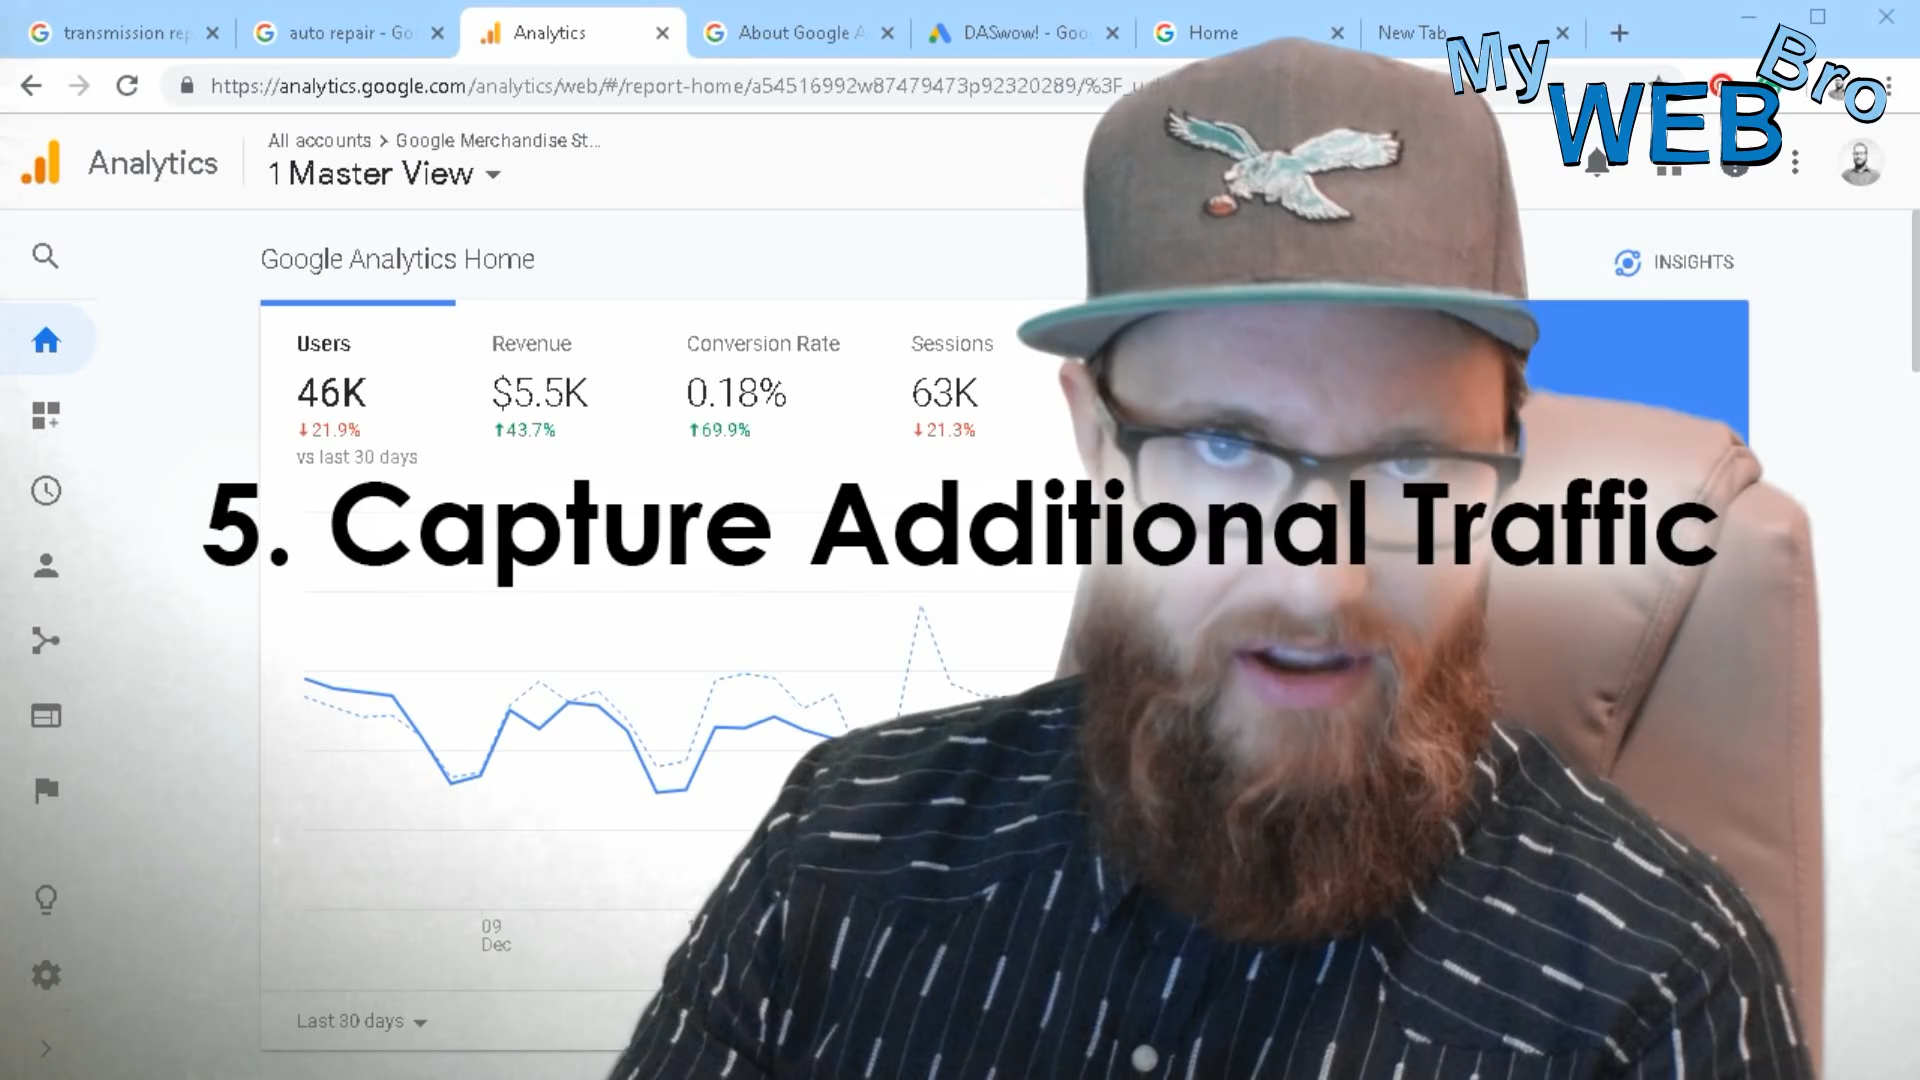 transmission rep
auto repair - Go
Analytics
About Google A
DASwow! - Goo
Home
New Tab
https://analytics.google.com/analytics/web/#/report-home/a54516992w87479473p92320289/%3F_u.d
My
WEB
Bro
Analytics
All accounts > Google Merchandise St...
1 Master View
Google Analytics Home
INSIGHTS
Users
Revenue
Conversion Rate
Sessions
46K
$5.5K
0.18%
63K
21.9%
43.7%
69.9%
21.3%
vs last 30 days
5. Capture Additional Traffic
09
Dec
Last 30 days